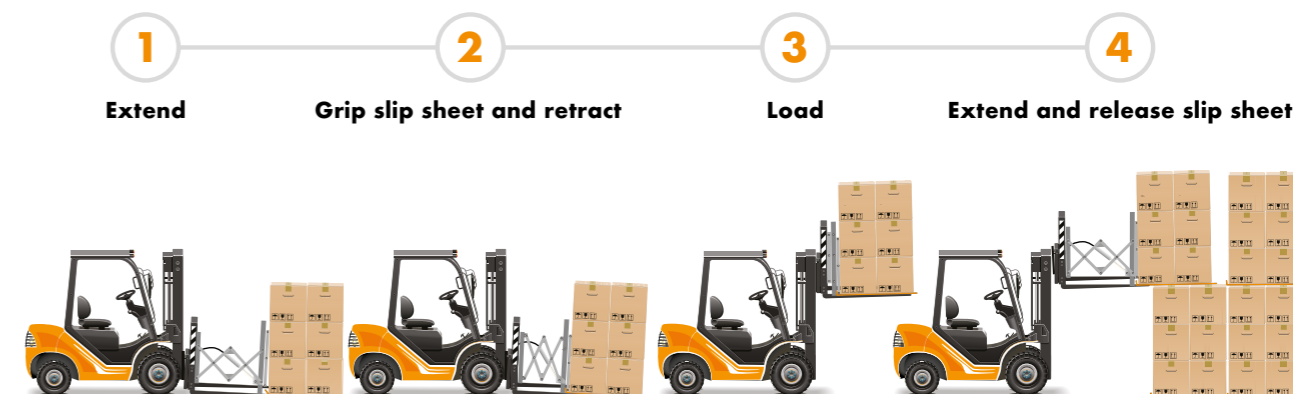 1
2
3
4
Extend
Grip slip sheet and retract
Load
Extend and release slip sheet